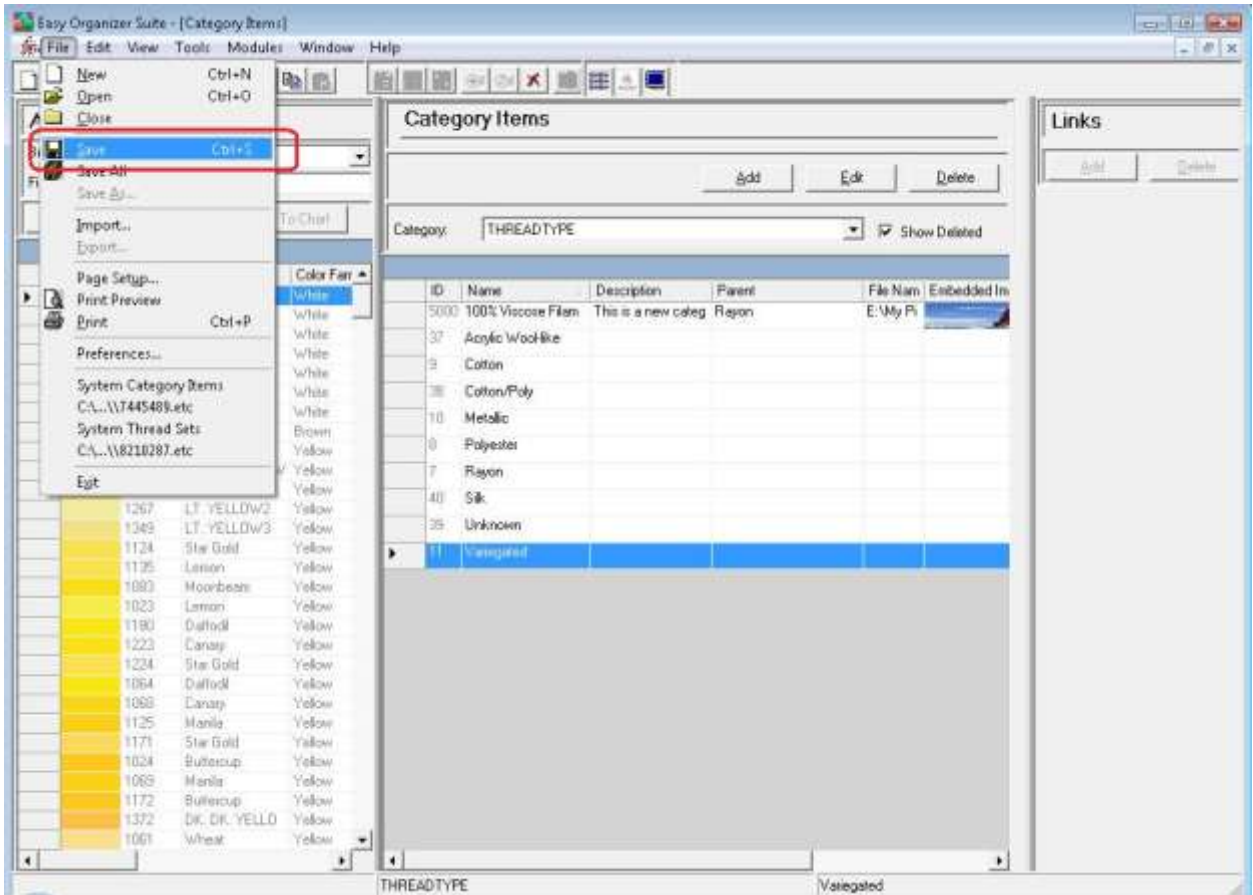 Easy Organizer Suite - [Category Items]
File Edit View Tools Modules Window Help
New Ctrl+N
Open Ctrl+O
Close
Save Ctrl+S
Save All
Save As...
Import...
Export...
Page Setup...
Print Preview
Print Ctrl+P
Preferences...
System Category Items
C:\...\\7445489.etc
System Thread Sets
C:\...\\8210287.etc
Exit
To Chart
Color Fam
White
White
White
White
White
White
White
Brown
Yellow
Yellow
Yellow
1267 LT. YELLOW2 Yellow
1349 LT. YELLOW3 Yellow
1124 Star Gold Yellow
1135 Lemon Yellow
1083 Moonbeam Yellow
1023 Lemon Yellow
1180 Daffodil Yellow
1223 Canary Yellow
1224 Star Gold Yellow
1064 Daffodil Yellow
1068 Canary Yellow
1125 Manila Yellow
1171 Star Gold Yellow
1024 Buttercup Yellow
1069 Manila Yellow
1172 Buttercup Yellow
1372 DK. DK. YELLO Yellow
1061 Wheat Yellow
Category Items
Add Edit Delete
Category: THREADTYPE Show Deleted
ID Name Description Parent File Nam Embedded Im
5000 100% Viscose Filam This is a new categ Rayon E:\My Pi
37 Acrylic Wool-like
9 Cotton
38 Cotton/Poly
10 Metallic
8 Polyester
7 Rayon
40 Silk
39 Unknown
11 Variegated
Links
Add Delete
THREADTYPE Variegated